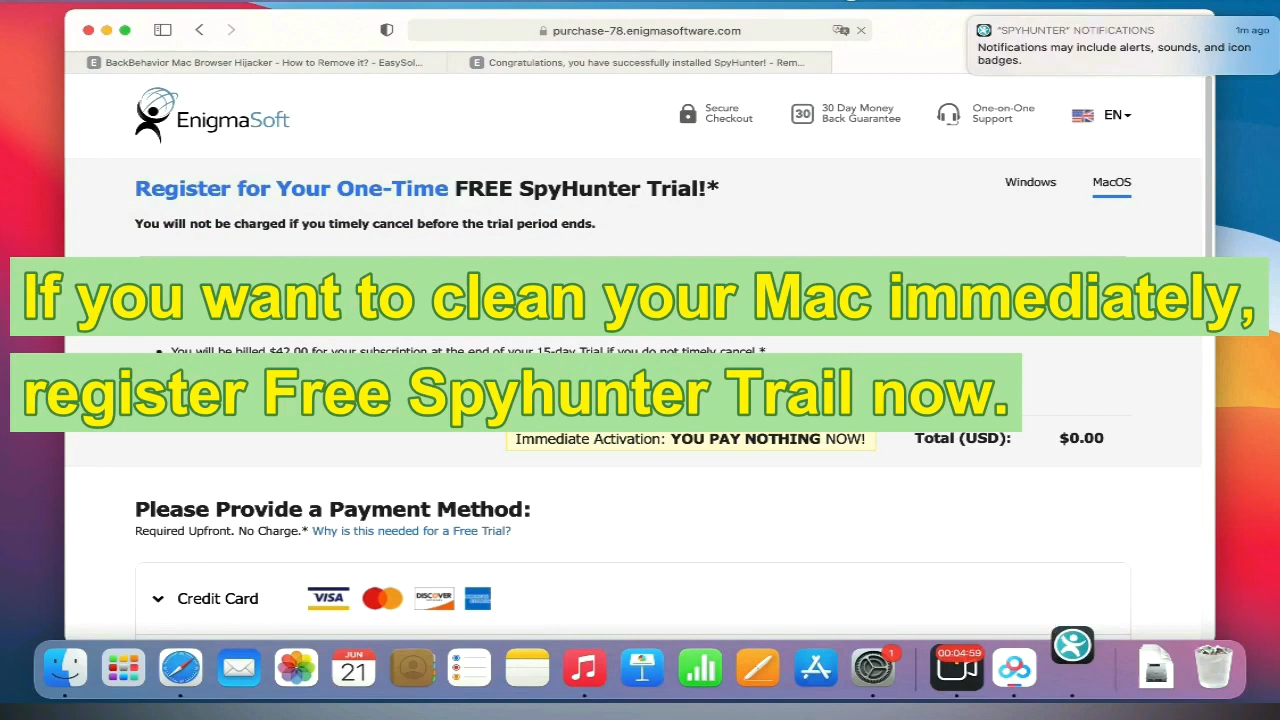 purchase-78.enigmasoftware.com
"SPYHUNTER" NOTIFICATIONS
1m ago
Notifications may include alerts, sounds, and icon
badges.
BackBehavior Mac Browser Hijacker - How to Remove it? - EasySol...
Congratulations, you have successfully installed SpyHunter! - Rem...
EnigmaSoft
Secure
Checkout
30
30 Day Money
Back Guarantee
One-on-One
Support
EN
Register for Your One-Time FREE SpyHunter Trial!*
Windows
MacOS
You will not be charged if you timely cancel before the trial period ends.
If you want to clean your Mac immediately,
You will be billed $42.00 for your subscription at the end of your 15-day Trial if you do not timely cancel.*
register Free Spyhunter Trail now.
Immediate Activation: YOU PAY NOTHING NOW!
Total (USD):
$0.00
Please Provide a Payment Method:
Required Upfront. No Charge.* Why is this needed for a Free Trial?
Credit Card
VISA
DISCOVER
JUN
21
00:04:59
1